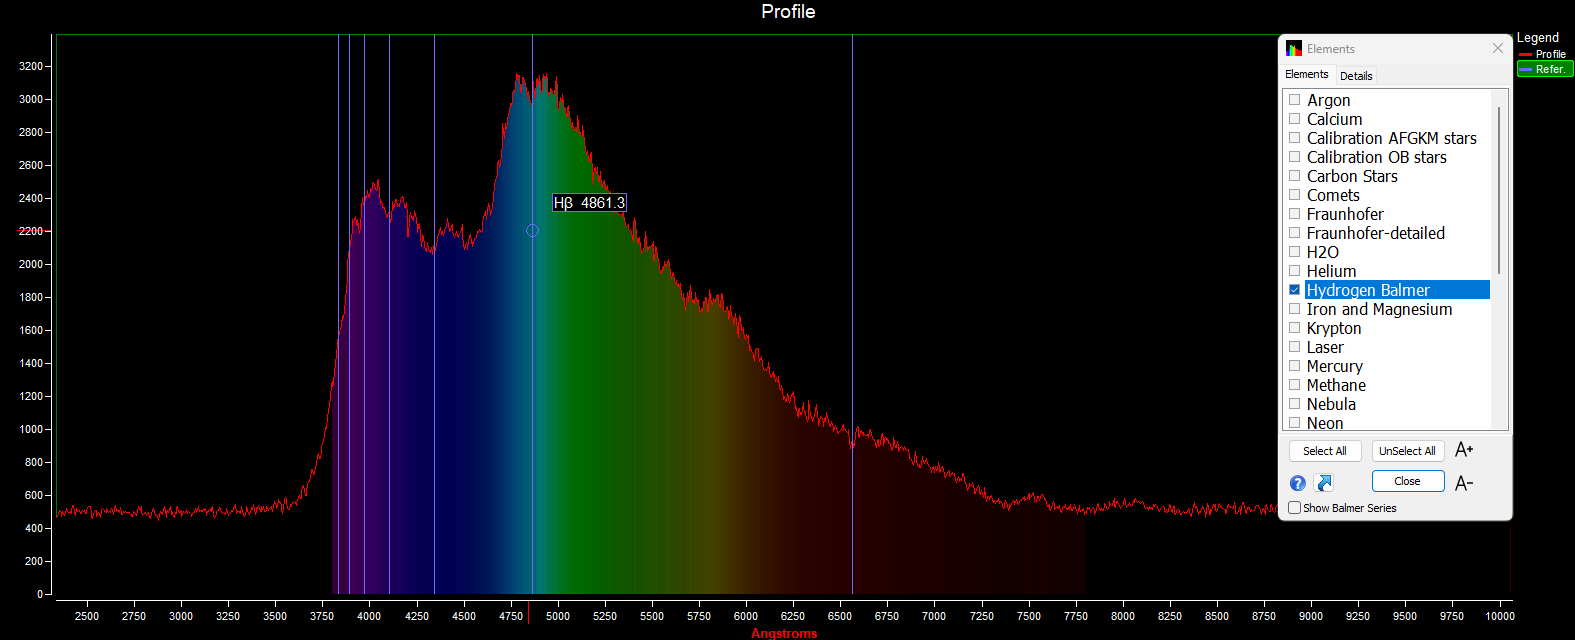 Profile
Legend
Profile
Refer.
3200
3000
2800
2600
2400
2200
2000
1800
1600
1400
1200
1000
800
600
400
200
0
Hβ 4861.3
2500 2750 3000 3250 3500 3750 4000 4250 4500 4750 5000 5250 5500 5750 6000 6250 6500 6750 7000 7250 7500 7750 8000 8250 8500 8750 9000 9250 9500 9750 10000
Angstroms
Elements
Elements Details
Argon
Calcium
Calibration AFGKM stars
Calibration OB stars
Carbon Stars
Comets
Fraunhofer
Fraunhofer-detailed
H2O
Helium
Hydrogen Balmer
Iron and Magnesium
Krypton
Laser
Mercury
Methane
Nebula
Neon
Select All UnSelect All A+
? Close A-
Show Balmer Series